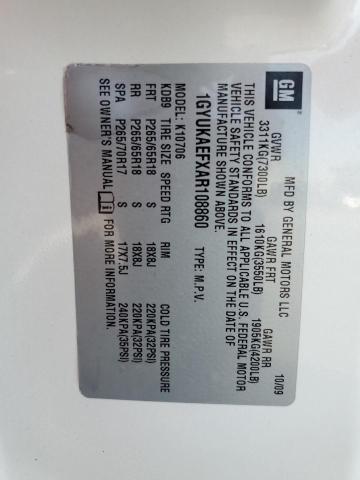 GM
MFD BY GENERAL MOTORS LLC 10/09
GVWR GAWR FRT GAWR RR
3311KG(7300LB) 1610KG(3550LB) 1905KG(4200LB)
THIS VEHICLE CONFORMS TO ALL APPLICABLE U.S. FEDERAL MOTOR
VEHICLE SAFETY STANDARDS IN EFFECT ON THE DATE OF
MANUFACTURE SHOWN ABOVE.
1GYUKAEFXAR108860 TYPE: M.P.V.
MODEL: K10706
KDB9 TIRE SIZE SPEED RTG RIM COLD TIRE PRESSURE
FRT P265/65R18 S 18X8J 220KPA(32PSI)
RR P265/65R18 S 18X8J 220KPA(32PSI)
SPA P265/70R17 S 17X7.5J 240KPA(35PSI)
SEE OWNER'S MANUAL FOR MORE INFORMATION.